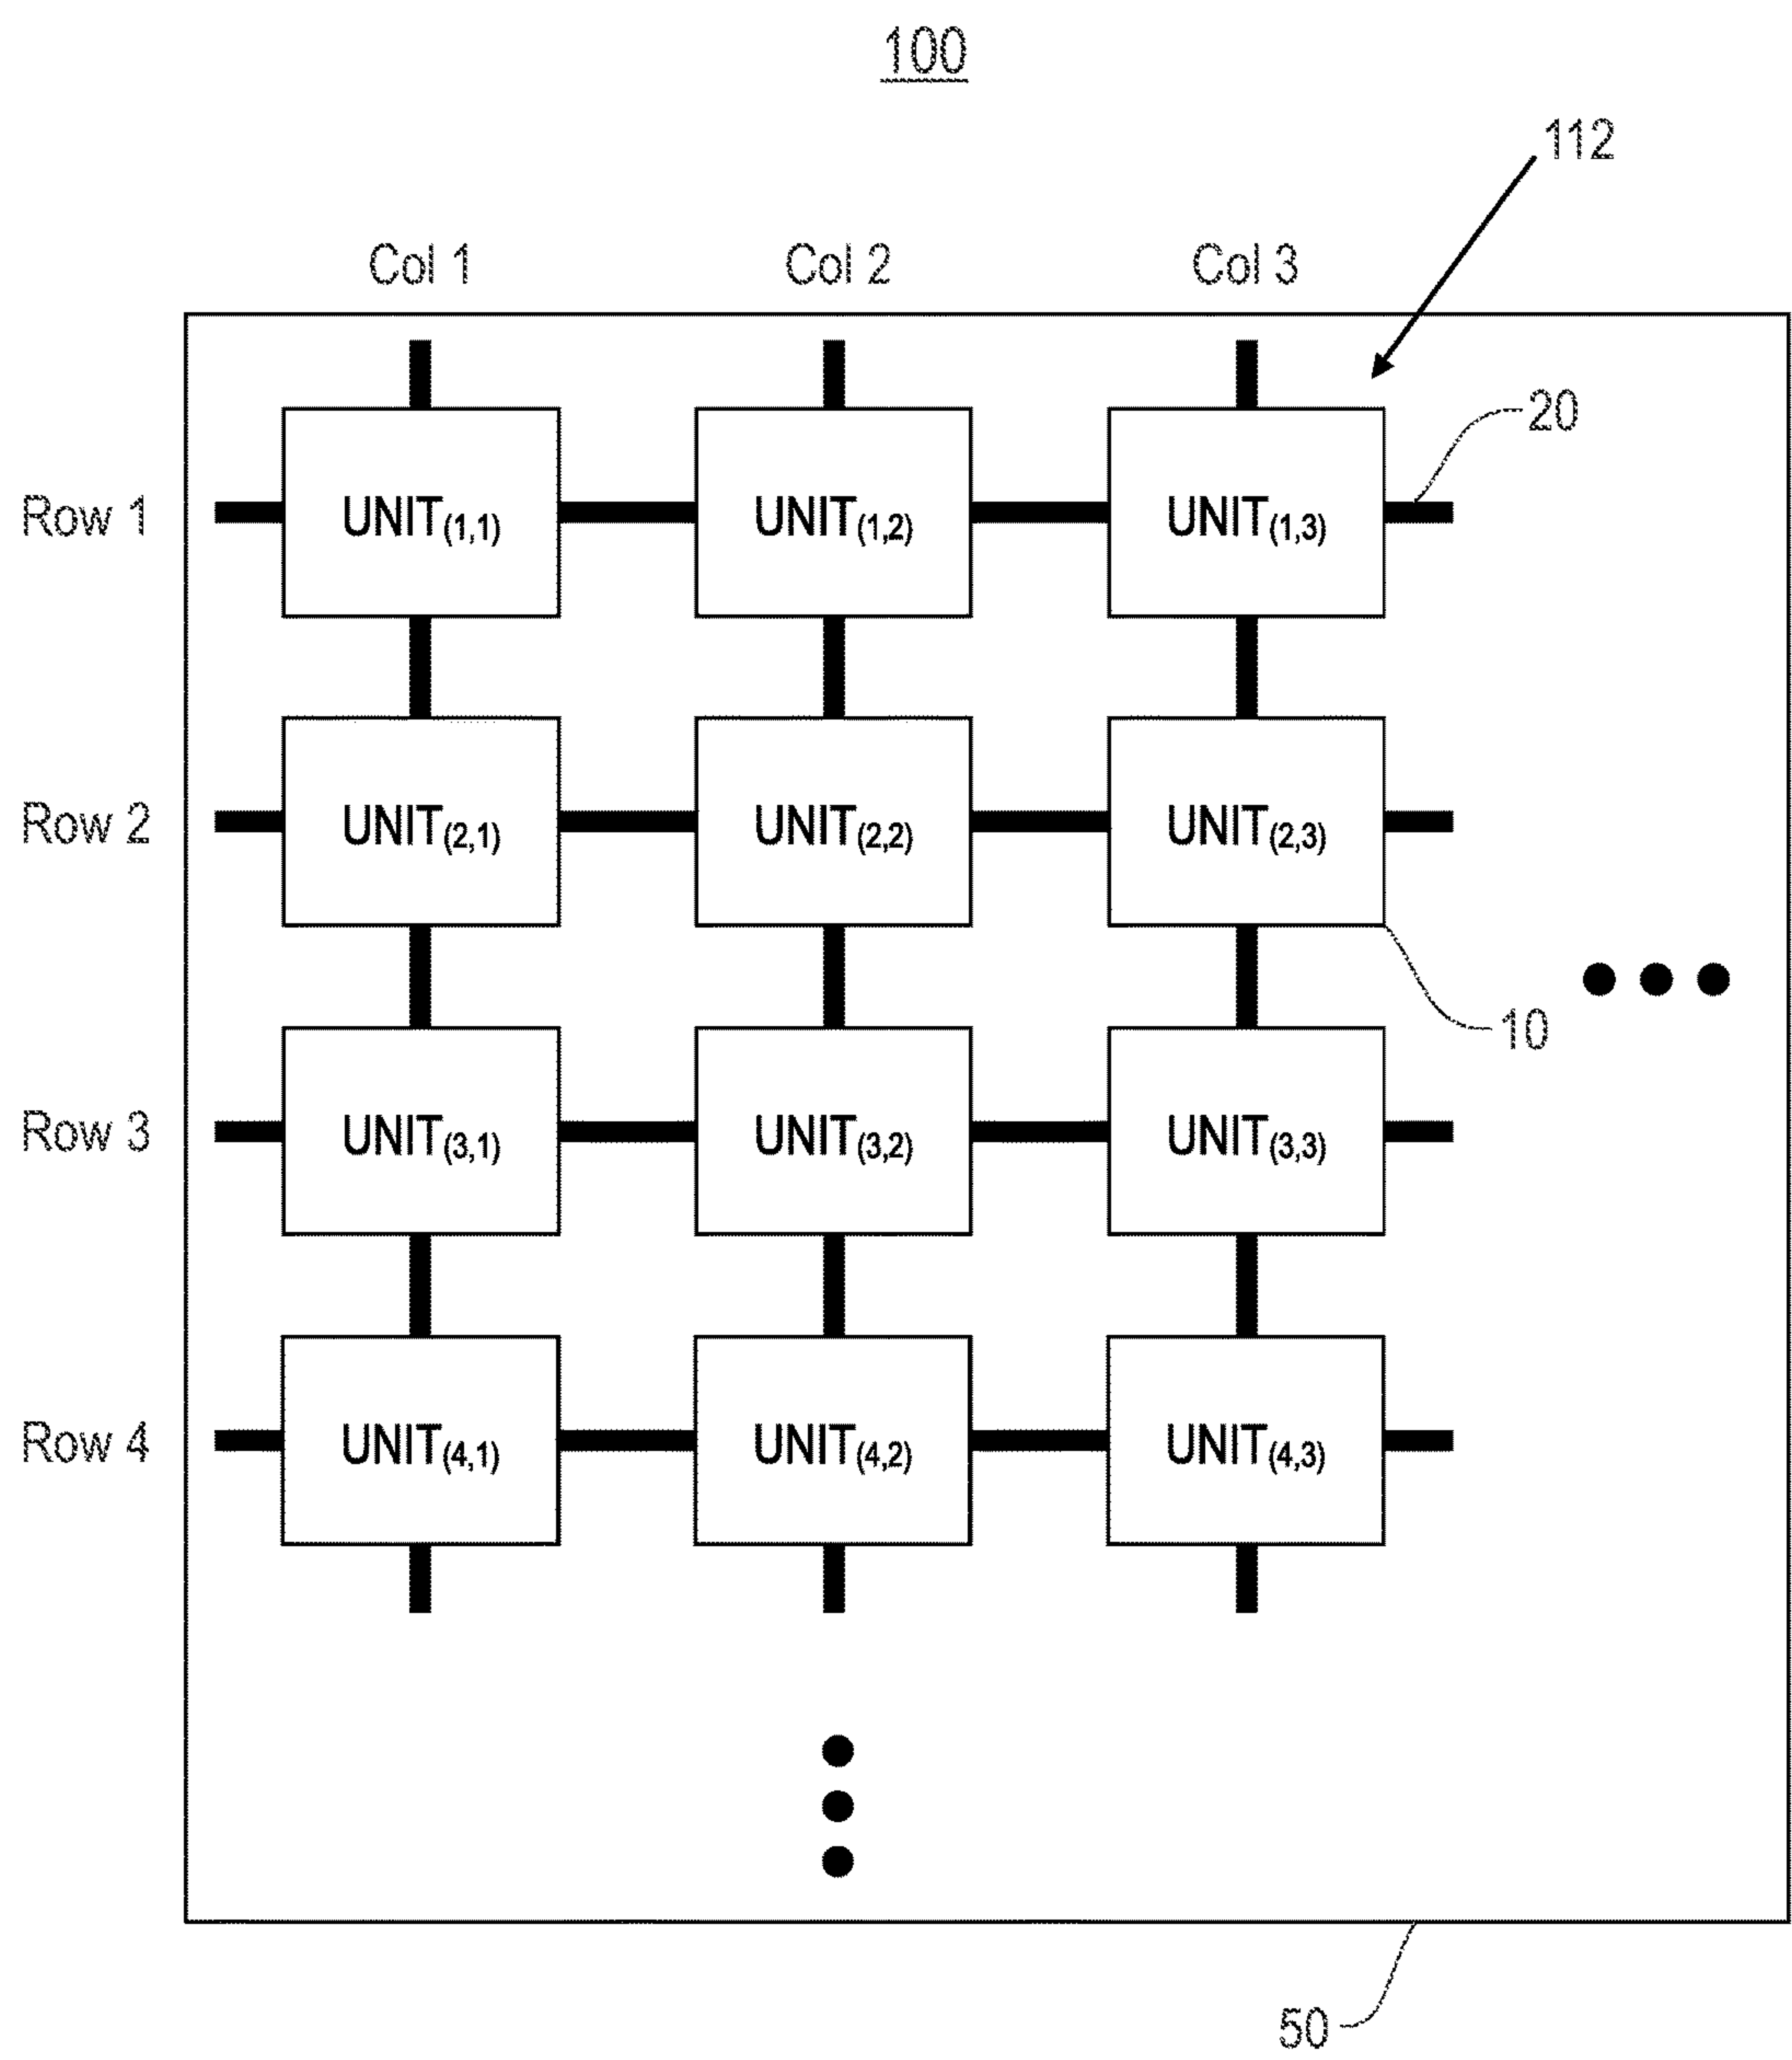 100
112
Col 1 Col 2 Col 3
20
Row 1 UNIT(1,1) UNIT(1,2) UNIT(1,3)
Row 2 UNIT(2,1) UNIT(2,2) UNIT(2,3)
10
Row 3 UNIT(3,1) UNIT(3,2) UNIT(3,3)
Row 4 UNIT(4,1) UNIT(4,2) UNIT(4,3)
50